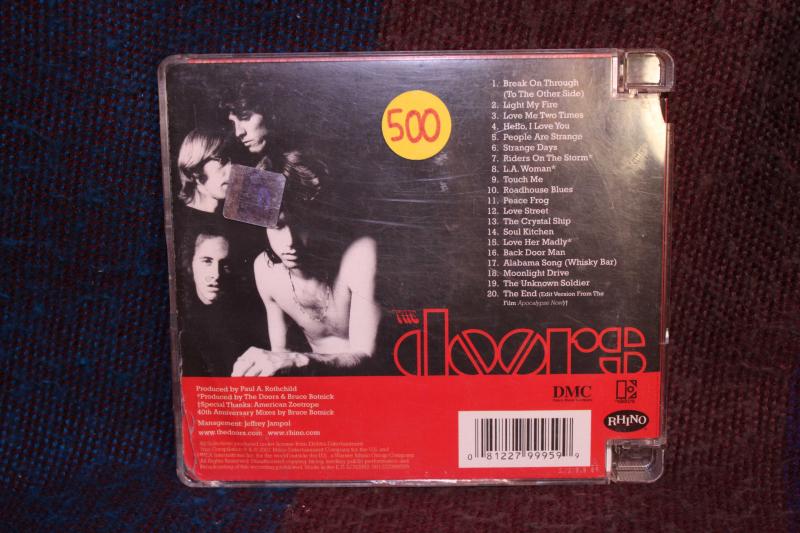 500
1. Break On Through
(To The Other Side)
2. Light My Fire
3. Love Me Two Times
4. Hello, I Love You
5. People Are Strange
6. Strange Days
7. Riders On The Storm*
8. L.A. Woman*
9. Touch Me
10. Roadhouse Blues
11. Peace Frog
12. Love Street
13. The Crystal Ship
14. Soul Kitchen
15. Love Her Madly*
16. Back Door Man
17. Alabama Song (Whisky Bar)
18. Moonlight Drive
19. The Unknown Soldier
20. The End (Edit Version From The
Film Apocalypse Now)†
THE
doors
Produced by Paul A. Rothchild
*Produced by The Doors & Bruce Botnick
†Special Thanks: American Zoetrope
40th Anniversary Mixes by Bruce Botnick
Management: Jeffrey Jampol
www.thedoors.com www.rhino.com
DMC
RHINO
0 81227 99959 9